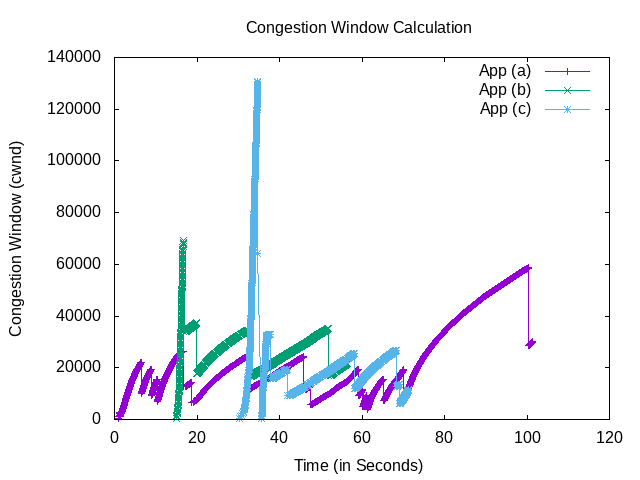 Congestion Window Calculation
140000
120000
100000
80000
60000
40000
20000
0
Congestion Window (cwnd)
App (a)
App (b)
App (c)
0 20 40 60 80 100 120
Time (in Seconds)